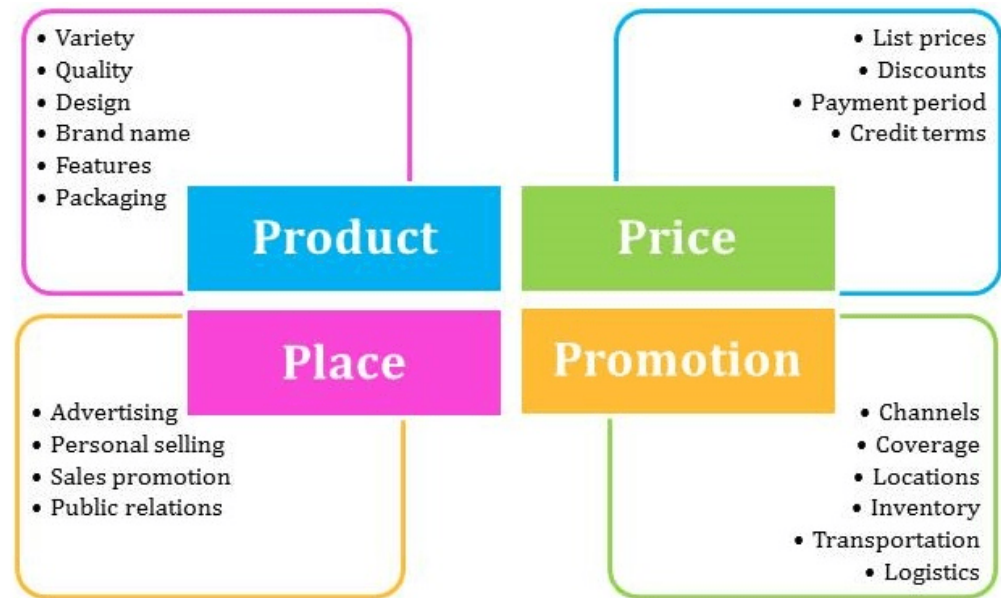 • Variety
• Quality
• Design
• Brand name
• Features
• Packaging
• List prices
• Discounts
• Payment period
• Credit terms
Product
Price
Place
Promotion
• Advertising
• Personal selling
• Sales promotion
• Public relations
• Channels
• Coverage
• Locations
• Inventory
• Transportation
• Logistics